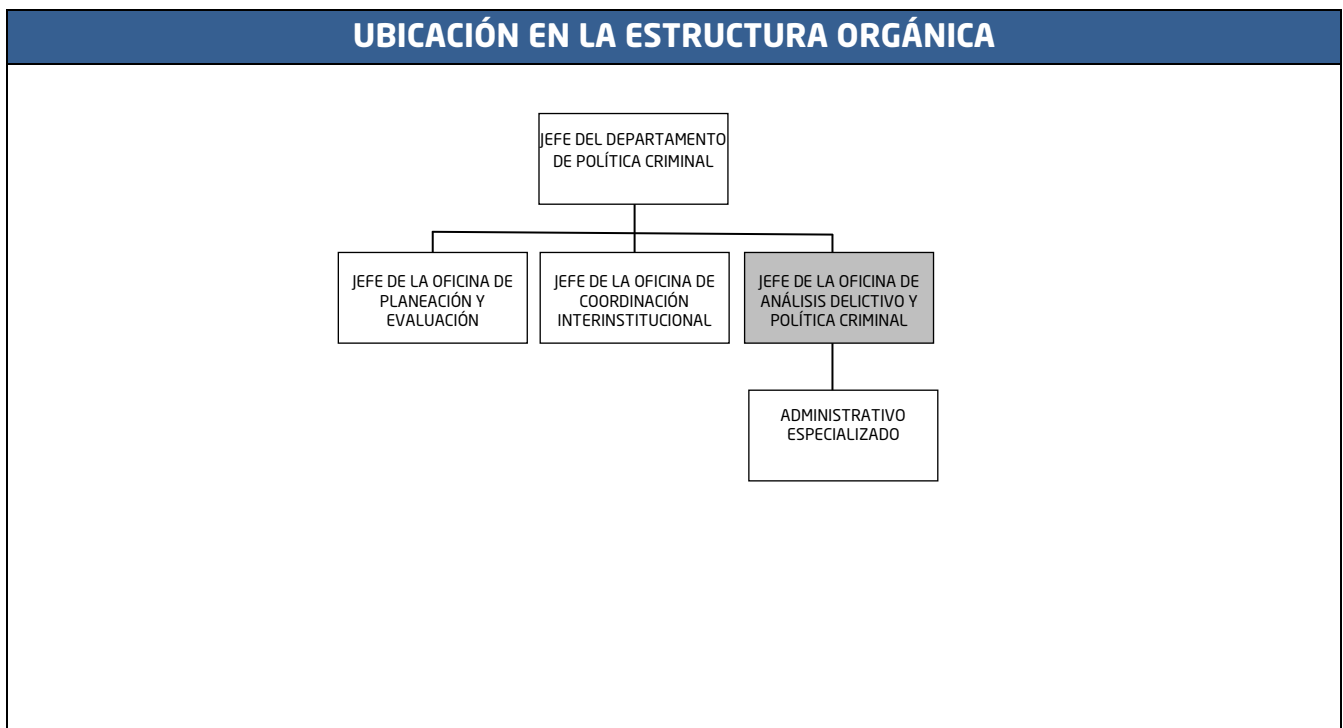 UBICACIÓN EN LA ESTRUCTURA ORGÁNICA
JEFE DEL DEPARTAMENTO
DE POLÍTICA CRIMINAL
JEFE DE LA OFICINA DE
PLANEACIÓN Y
EVALUACIÓN
JEFE DE LA OFICINA DE
COORDINACIÓN
INTERINSTITUCIONAL
JEFE DE LA OFICINA DE
ANÁLISIS DELICTIVO Y
POLÍTICA CRIMINAL
ADMINISTRATIVO
ESPECIALIZADO